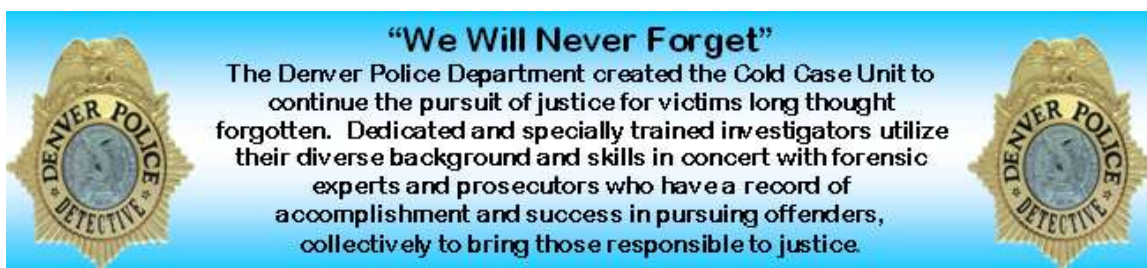 “We Will Never Forget”
The Denver Police Department created the Cold Case Unit to
continue the pursuit of justice for victims long thought
forgotten. Dedicated and specially trained investigators utilize
their diverse background and skills in concert with forensic
experts and prosecutors who have a record of
accomplishment and success in pursuing offenders,
collectively to bring those responsible to justice.
DENVER POLICE
DETECTIVE
DENVER POLICE
DETECTIVE